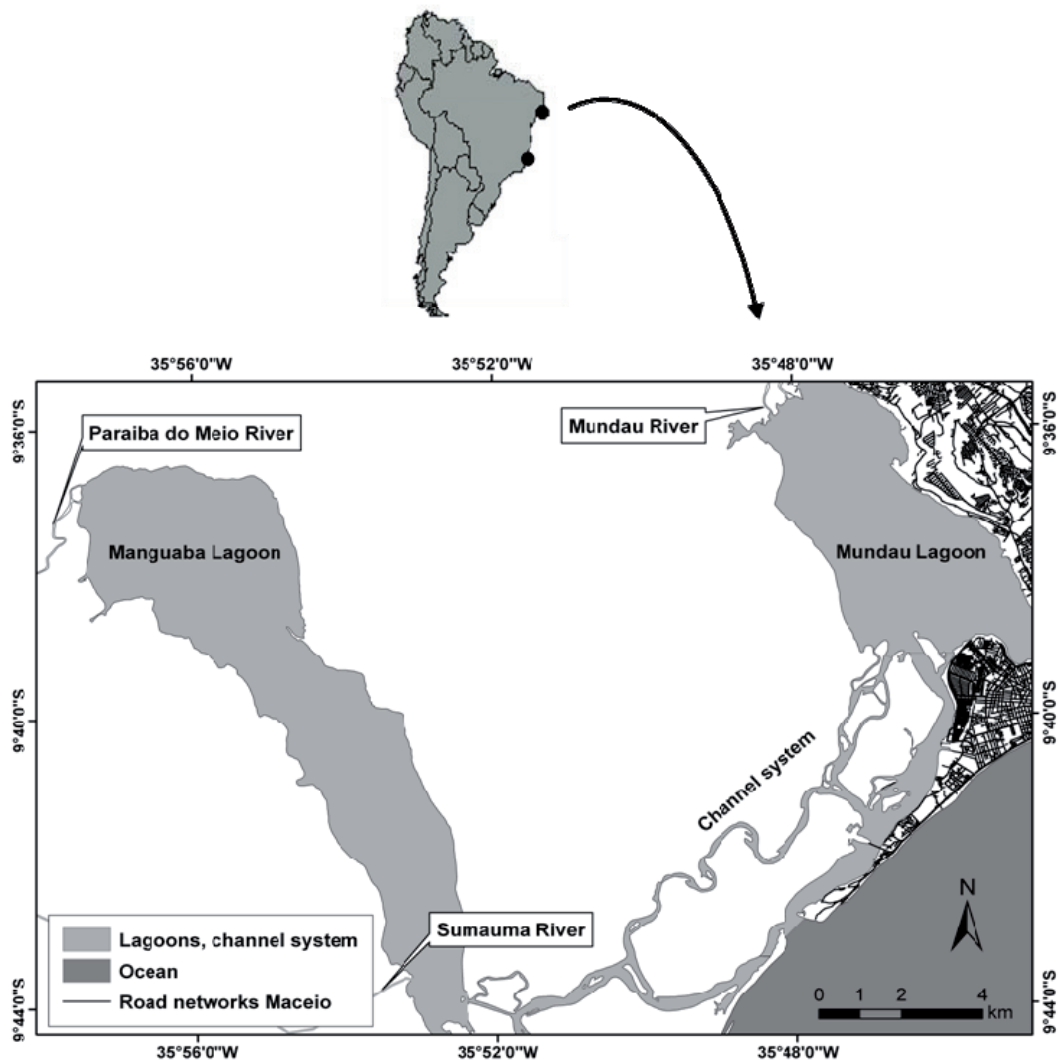 35°56'0"W
35°52'0"W
35°48'0"W
9°36'0"S
9°36'0"S
Paraiba do Meio River
Mundau River
Manguaba Lagoon
Mundau Lagoon
9°40'0"S
9°40'0"S
Channel system
N
Sumauma River
Lagoons, channel system
Ocean
Road networks Maceio
0 1 2 4
km
9°44'0"S
9°44'0"S
35°56'0"W
35°52'0"W
35°48'0"W